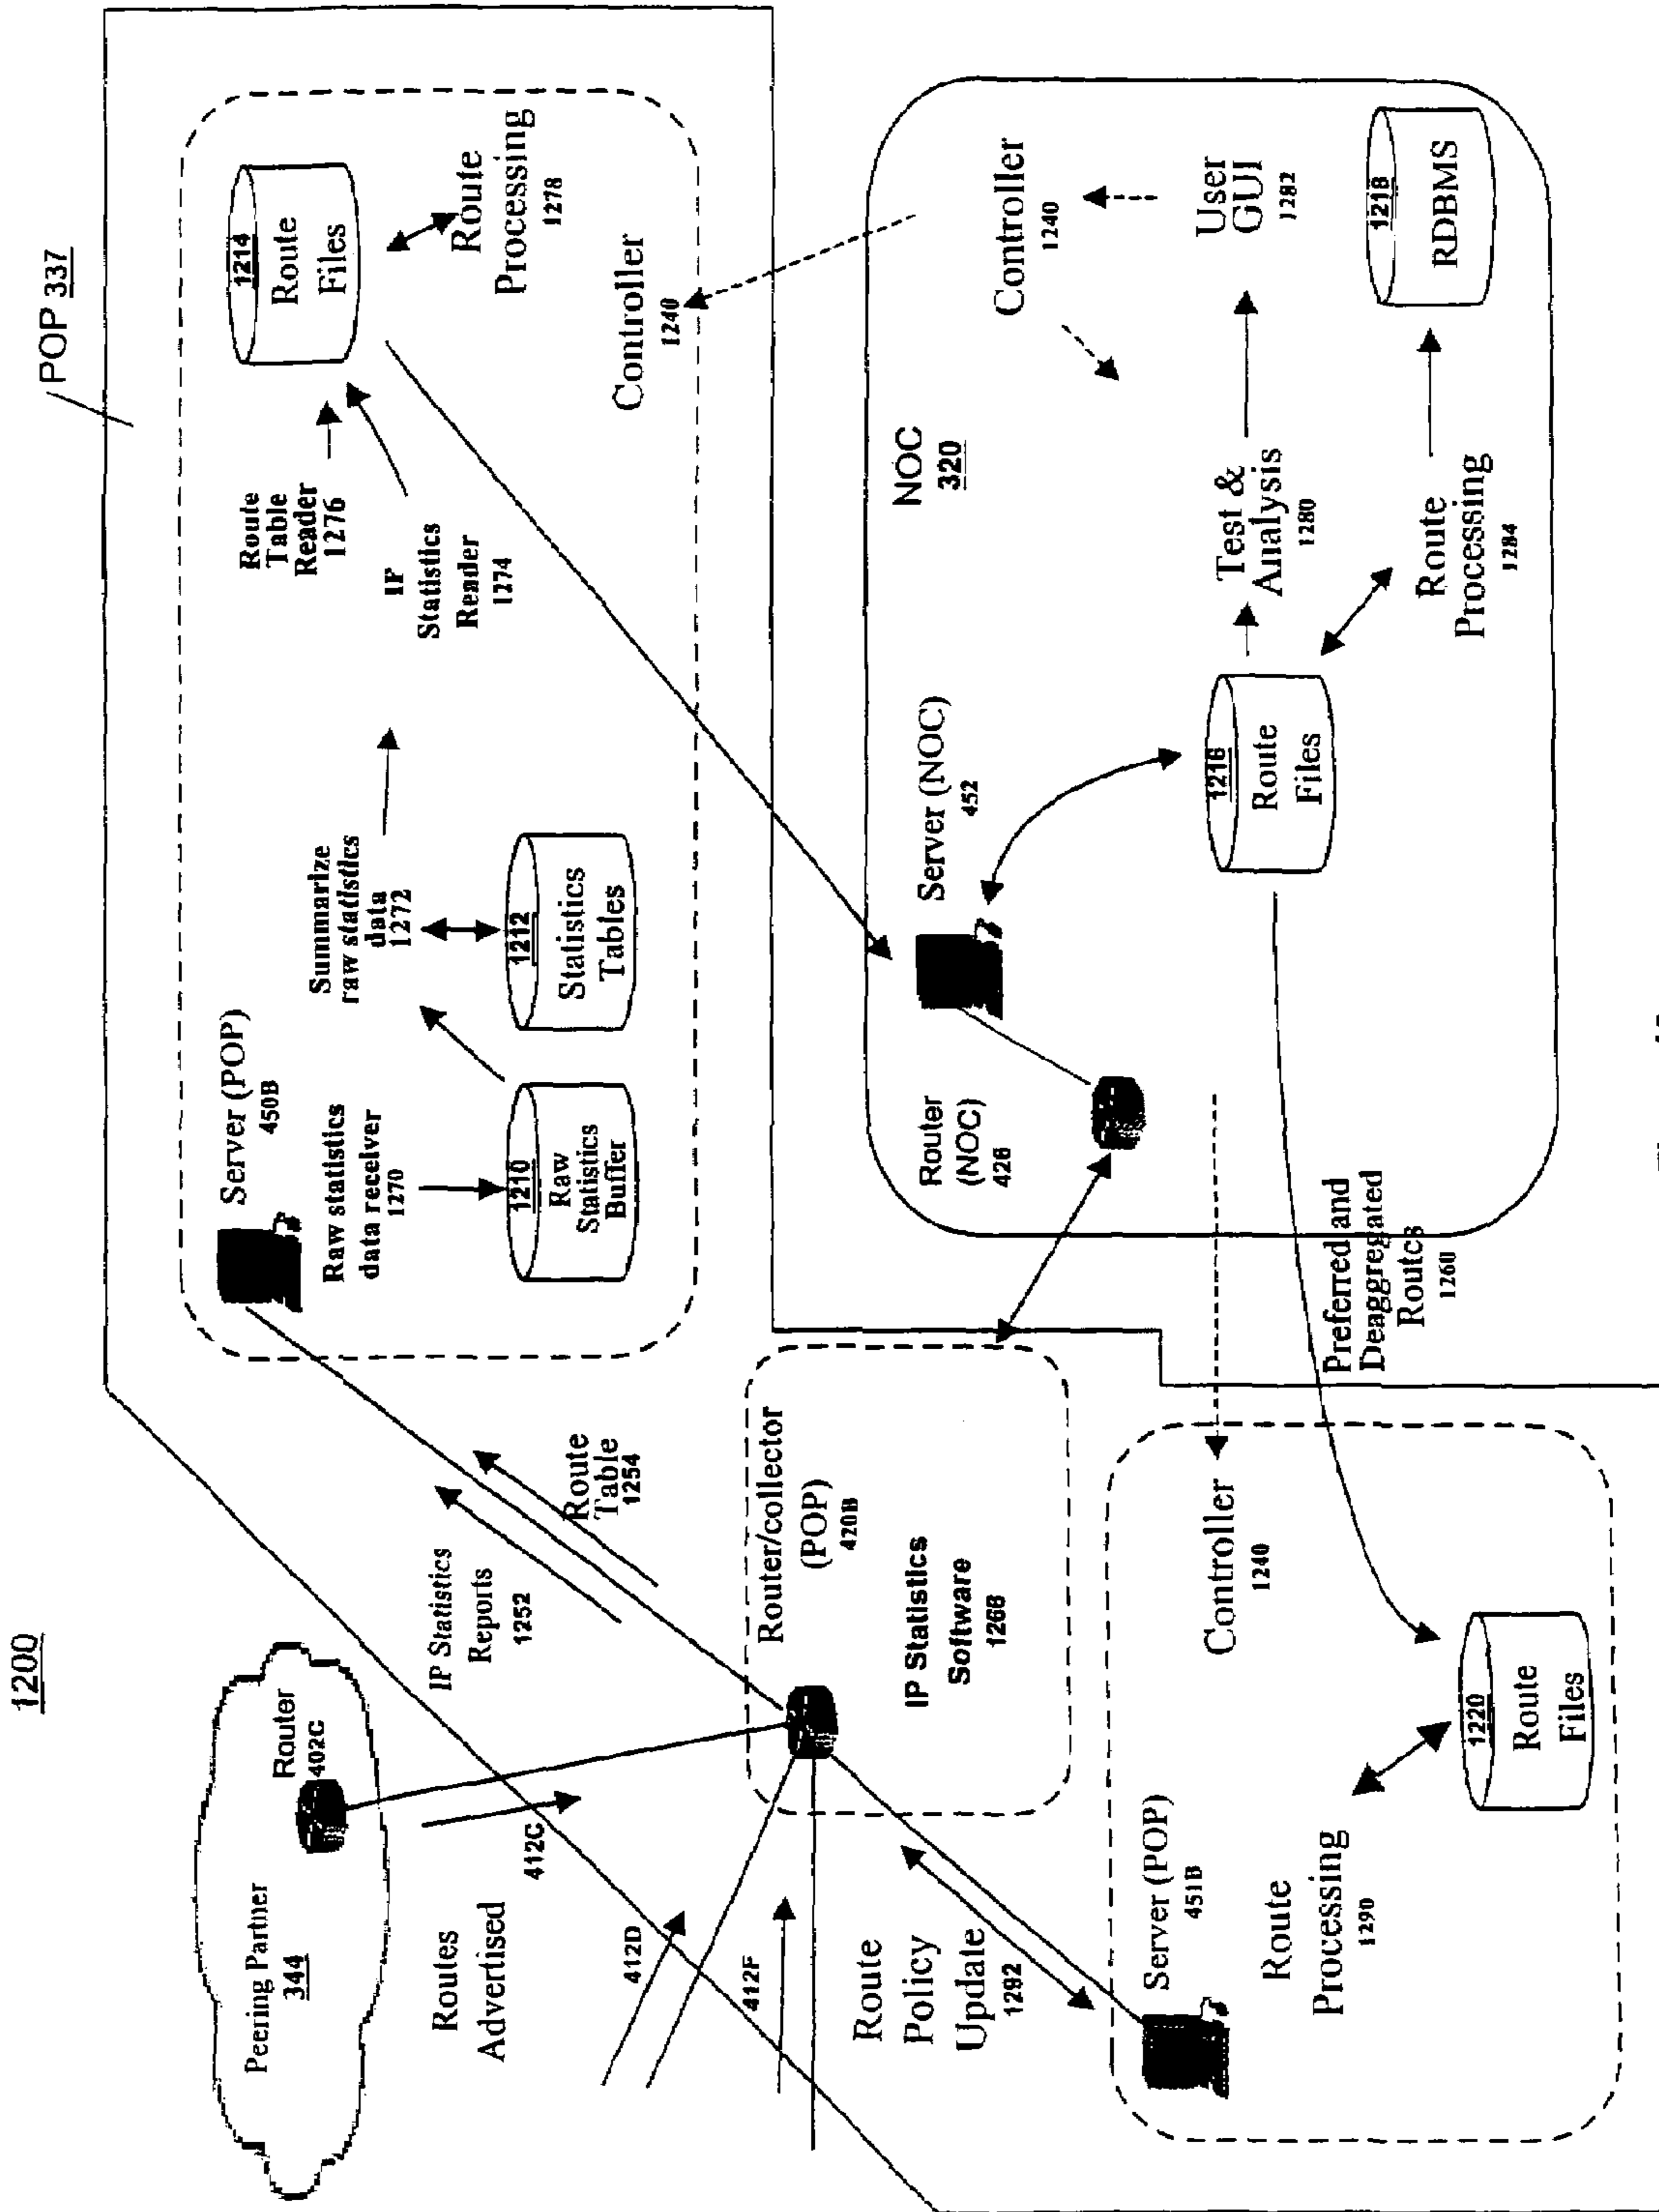 1200
POP 337
Peering Partner
344
Router
402C
Routes
Advertised
412C
412D
412F
IP Statistics
Reports
1252
Route
Table
1254
Server (POP)
450B
Raw statistics
data receiver
1270
1210
Raw
Statistics
Buffer
Summarize
raw statistics
data
1272
1212
Statistics
Tables
Route
Table
Reader
1276
IP
Statistics
Reader
1274
1214
Route
Files
Route
Processing
1278
Controller
1240
Router/collector
(POP)
420B
IP Statistics
Software
1268
Route
Policy
Update
1292
Server (POP)
451B
Route
Processing
1290
Controller
1240
1220
Route
Files
Preferred and
Deaggregated
Routes
1260
NOC
320
Router
(NOC)
426
Server (NOC)
452
1216
Route
Files
Test &
Analysis
1280
Route
Processing
1284
Controller
1240
User
GUI
1282
1218
RDBMS